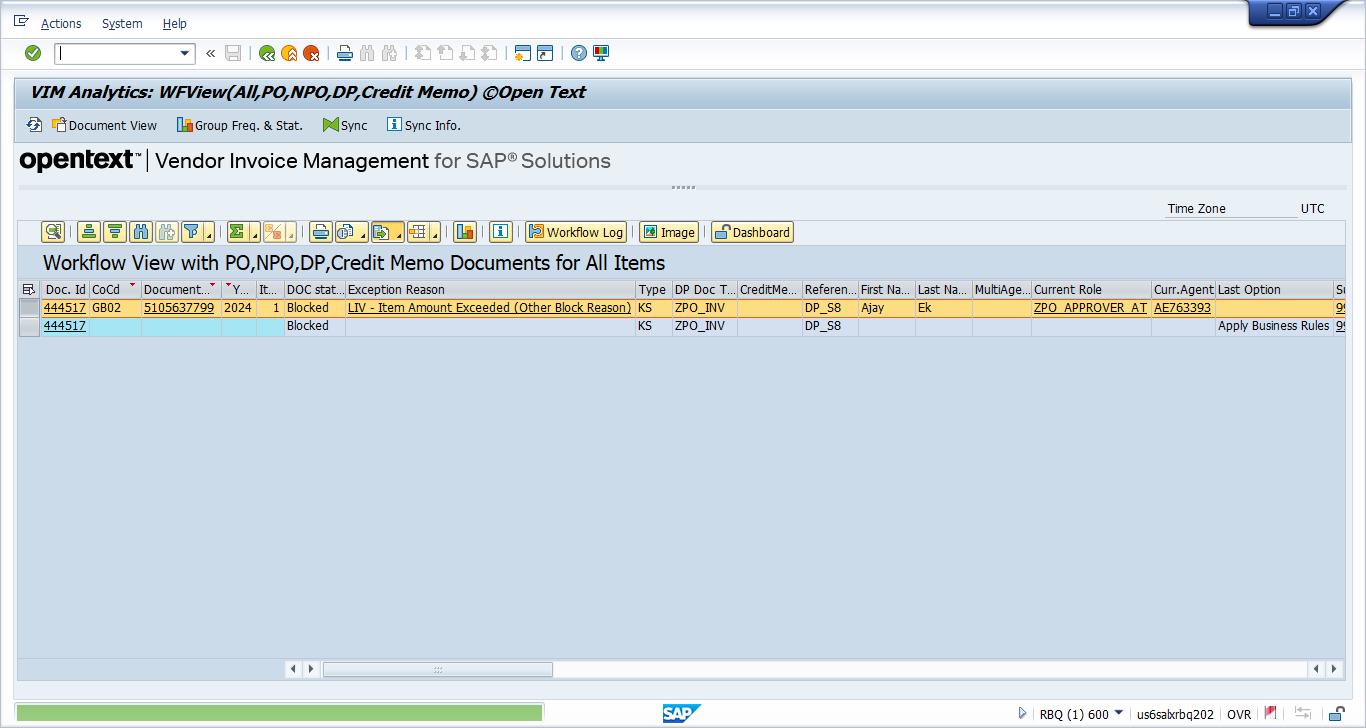 Actions System Help
VIM Analytics: WFView(All,PO,NPO,DP,Credit Memo) ©Open Text
Document View Group Freq. & Stat. Sync Sync Info.
opentext™ | Vendor Invoice Management for SAP® Solutions
Time Zone UTC
Workflow Log Image Dashboard
Workflow View with PO,NPO,DP,Credit Memo Documents for All Items
Doc. Id CoCd Document... Y... It... DOC stat... Exception Reason Type DP Doc T... CreditMe... Referen... First Na... Last Na... MultiAge... Current Role Curr.Agent Last Option
444517 GB02 5105637799 2024 1 Blocked LIV - Item Amount Exceeded (Other Block Reason) KS ZPO_INV DP_S8 Ajay Ek ZPO_APPROVER_AT AE763393
444517 Blocked KS ZPO_INV DP_S8 Apply Business Rules
SAP RBQ (1) 600 us6salxrbq202 OVR